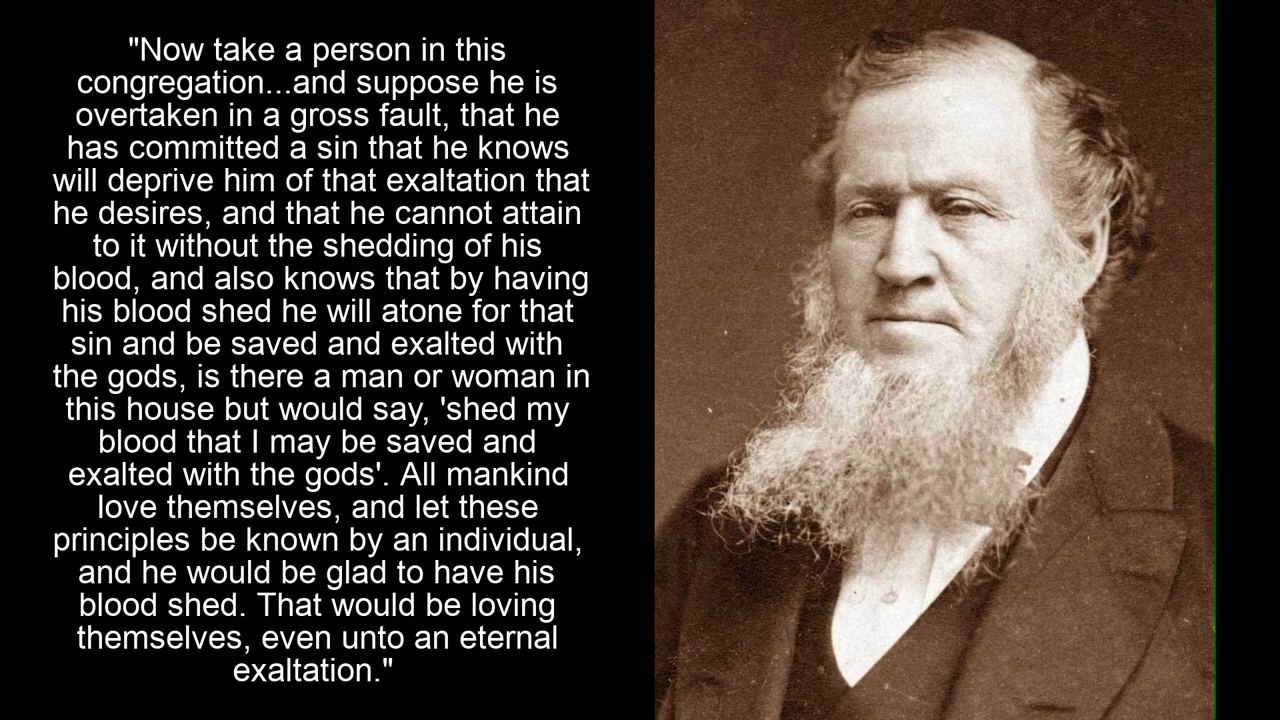 "Now take a person in this
congregation...and suppose he is
overtaken in a gross fault, that he
has committed a sin that he knows
will deprive him of that exaltation that
he desires, and that he cannot attain
to it without the shedding of his
blood, and also knows that by having
his blood shed he will atone for that
sin and be saved and exalted with
the gods, is there a man or woman in
this house but would say, 'shed my
blood that I may be saved and
exalted with the gods'. All mankind
love themselves, and let these
principles be known by an individual,
and he would be glad to have his
blood shed. That would be loving
themselves, even unto an eternal
exaltation."